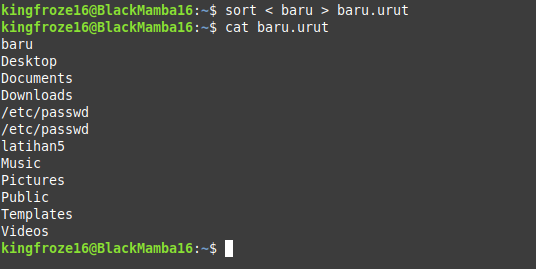 kingfroze16@BlackMamba16:~$ sort < baru > baru.urut
kingfroze16@BlackMamba16:~$ cat baru.urut
baru
Desktop
Documents
Downloads
/etc/passwd
/etc/passwd
latihan5
Music
Pictures
Public
Templates
Videos
kingfroze16@BlackMamba16:~$